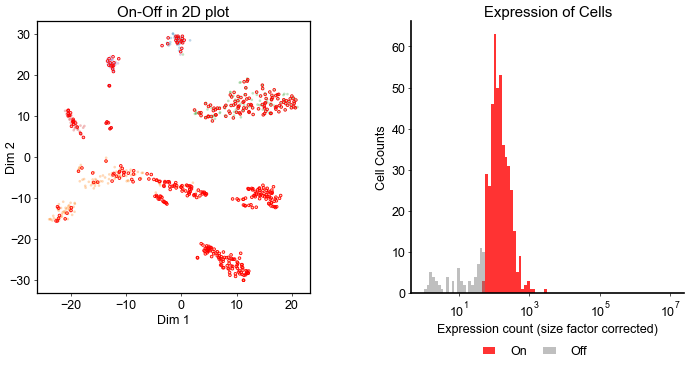 On-Off in 2D plot
30
20
10
0
−10
−20
−30
Dim 2
−20 −10 0 10 20
Dim 1
Expression of Cells
60
50
40
30
20
10
0
Cell Counts
10^1 10^3 10^5 10^7
Expression count (size factor corrected)
On Off